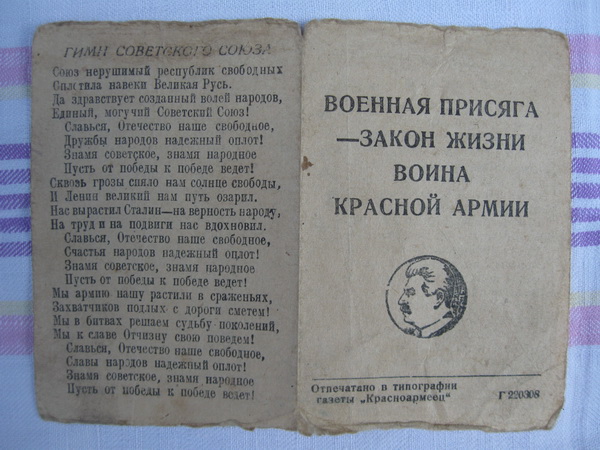 ГИМН СОВЕТСКОГО СОЮЗА
Союз нерушимый республик свободных
Сплотила навеки Великая Русь.
Да здравствует созданный волей народов,
Единый, могучий Советский Союз!
Славься, Отечество наше свободное,
Дружбы народов надежный оплот!
Знамя советское, знамя народное
Пусть от победы к победе ведет!
Сквозь грозы сияло нам солнце свободы,
И Ленин великий нам путь озарил.
Нас вырастил Сталин—на верность народу,
На труд и на подвиги нас вдохновил.
Славься, Отечество наше свободное,
Счастья народов надежный оплот!
Знамя советское, знамя народное
Пусть от победы к победе ведет!
Мы армию нашу растили в сраженьях,
Захватчиков подлых с дороги сметем!
Мы в битвах решаем судьбу поколений,
Мы к славе Отчизну свою поведем!
Славься, Отечество наше свободное,
Славы народов надежный оплот!
Знамя советское, знамя народное
Пусть от победы к победе ведет!
ВОЕННАЯ ПРИСЯГА
—ЗАКОН ЖИЗНИ
ВОИНА
КРАСНОЙ АРМИИ
Отпечатано в типографии
газеты „Красноармеец"
Г 220308